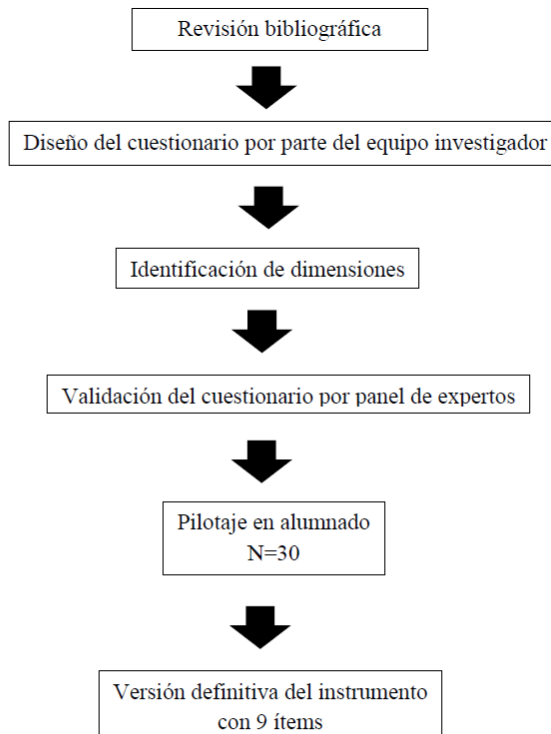 Revisión bibliográfica
Diseño del cuestionario por parte del equipo investigador
Identificación de dimensiones
Validación del cuestionario por panel de expertos
Pilotaje en alumnado
N=30
Versión definitiva del instrumento
con 9 ítems